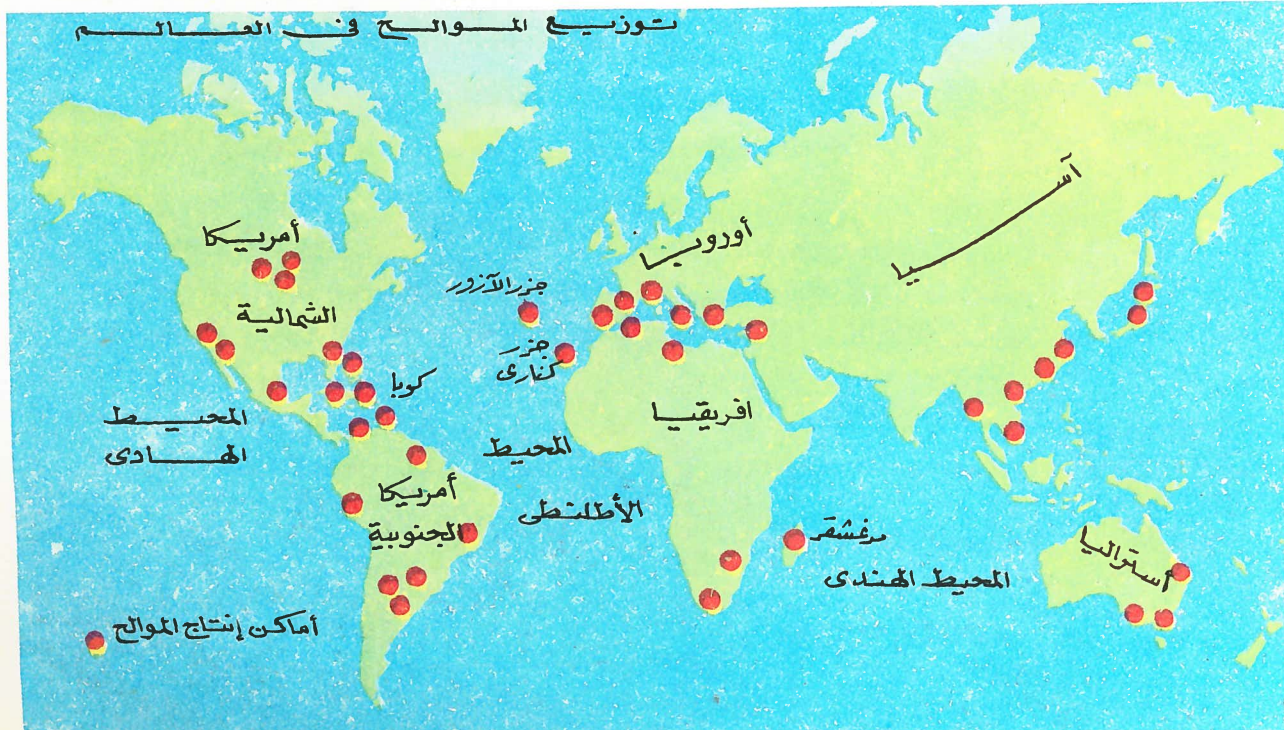 توزيع الموالح فى العالم
أمريكا
الشمالية
أوروبا
آسيا
جزر الآزور
جزر
كنارى
كوبا
المحيط
الهادى
افريقيا
المحيط
الأطلنطى
أمريكا
الجنوبية
مدغشقر
المحيط الهندى
أستراليا
أماكن إنتاج الموالح